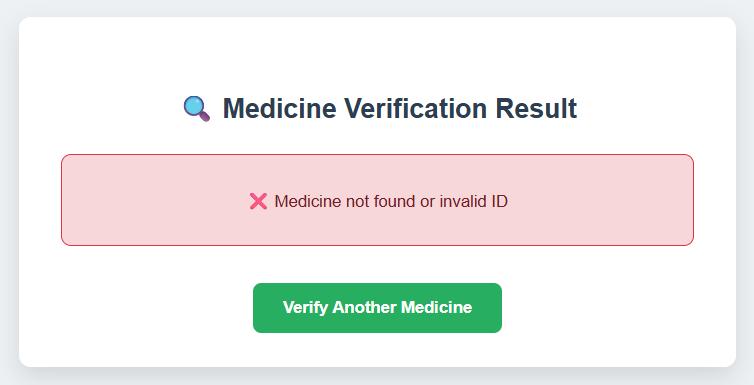 🔍 Medicine Verification Result
❌ Medicine not found or invalid ID
Verify Another Medicine